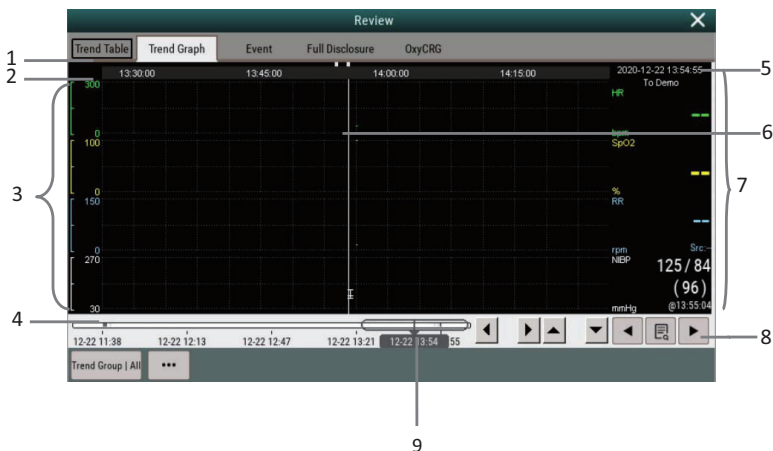 Review
Trend Table Trend Graph Event Full Disclosure OxyCRG
1
2 13:30:00 13:45:00 14:00:00 14:15:00 2020-12-22 13:54:55 5
To Demo
300 HR
--
0 bpm 6
100 SpO2
--
3 7
0 %
150 RR
--
0 rpm Src:--
270 NIBP 125/84
(96)
30 mmHg @13:55:04
4
12-22 11:38 12-22 12:13 12-22 12:47 12-22 13:21 12-22 13:54 55 8
Trend Group | All •••
9